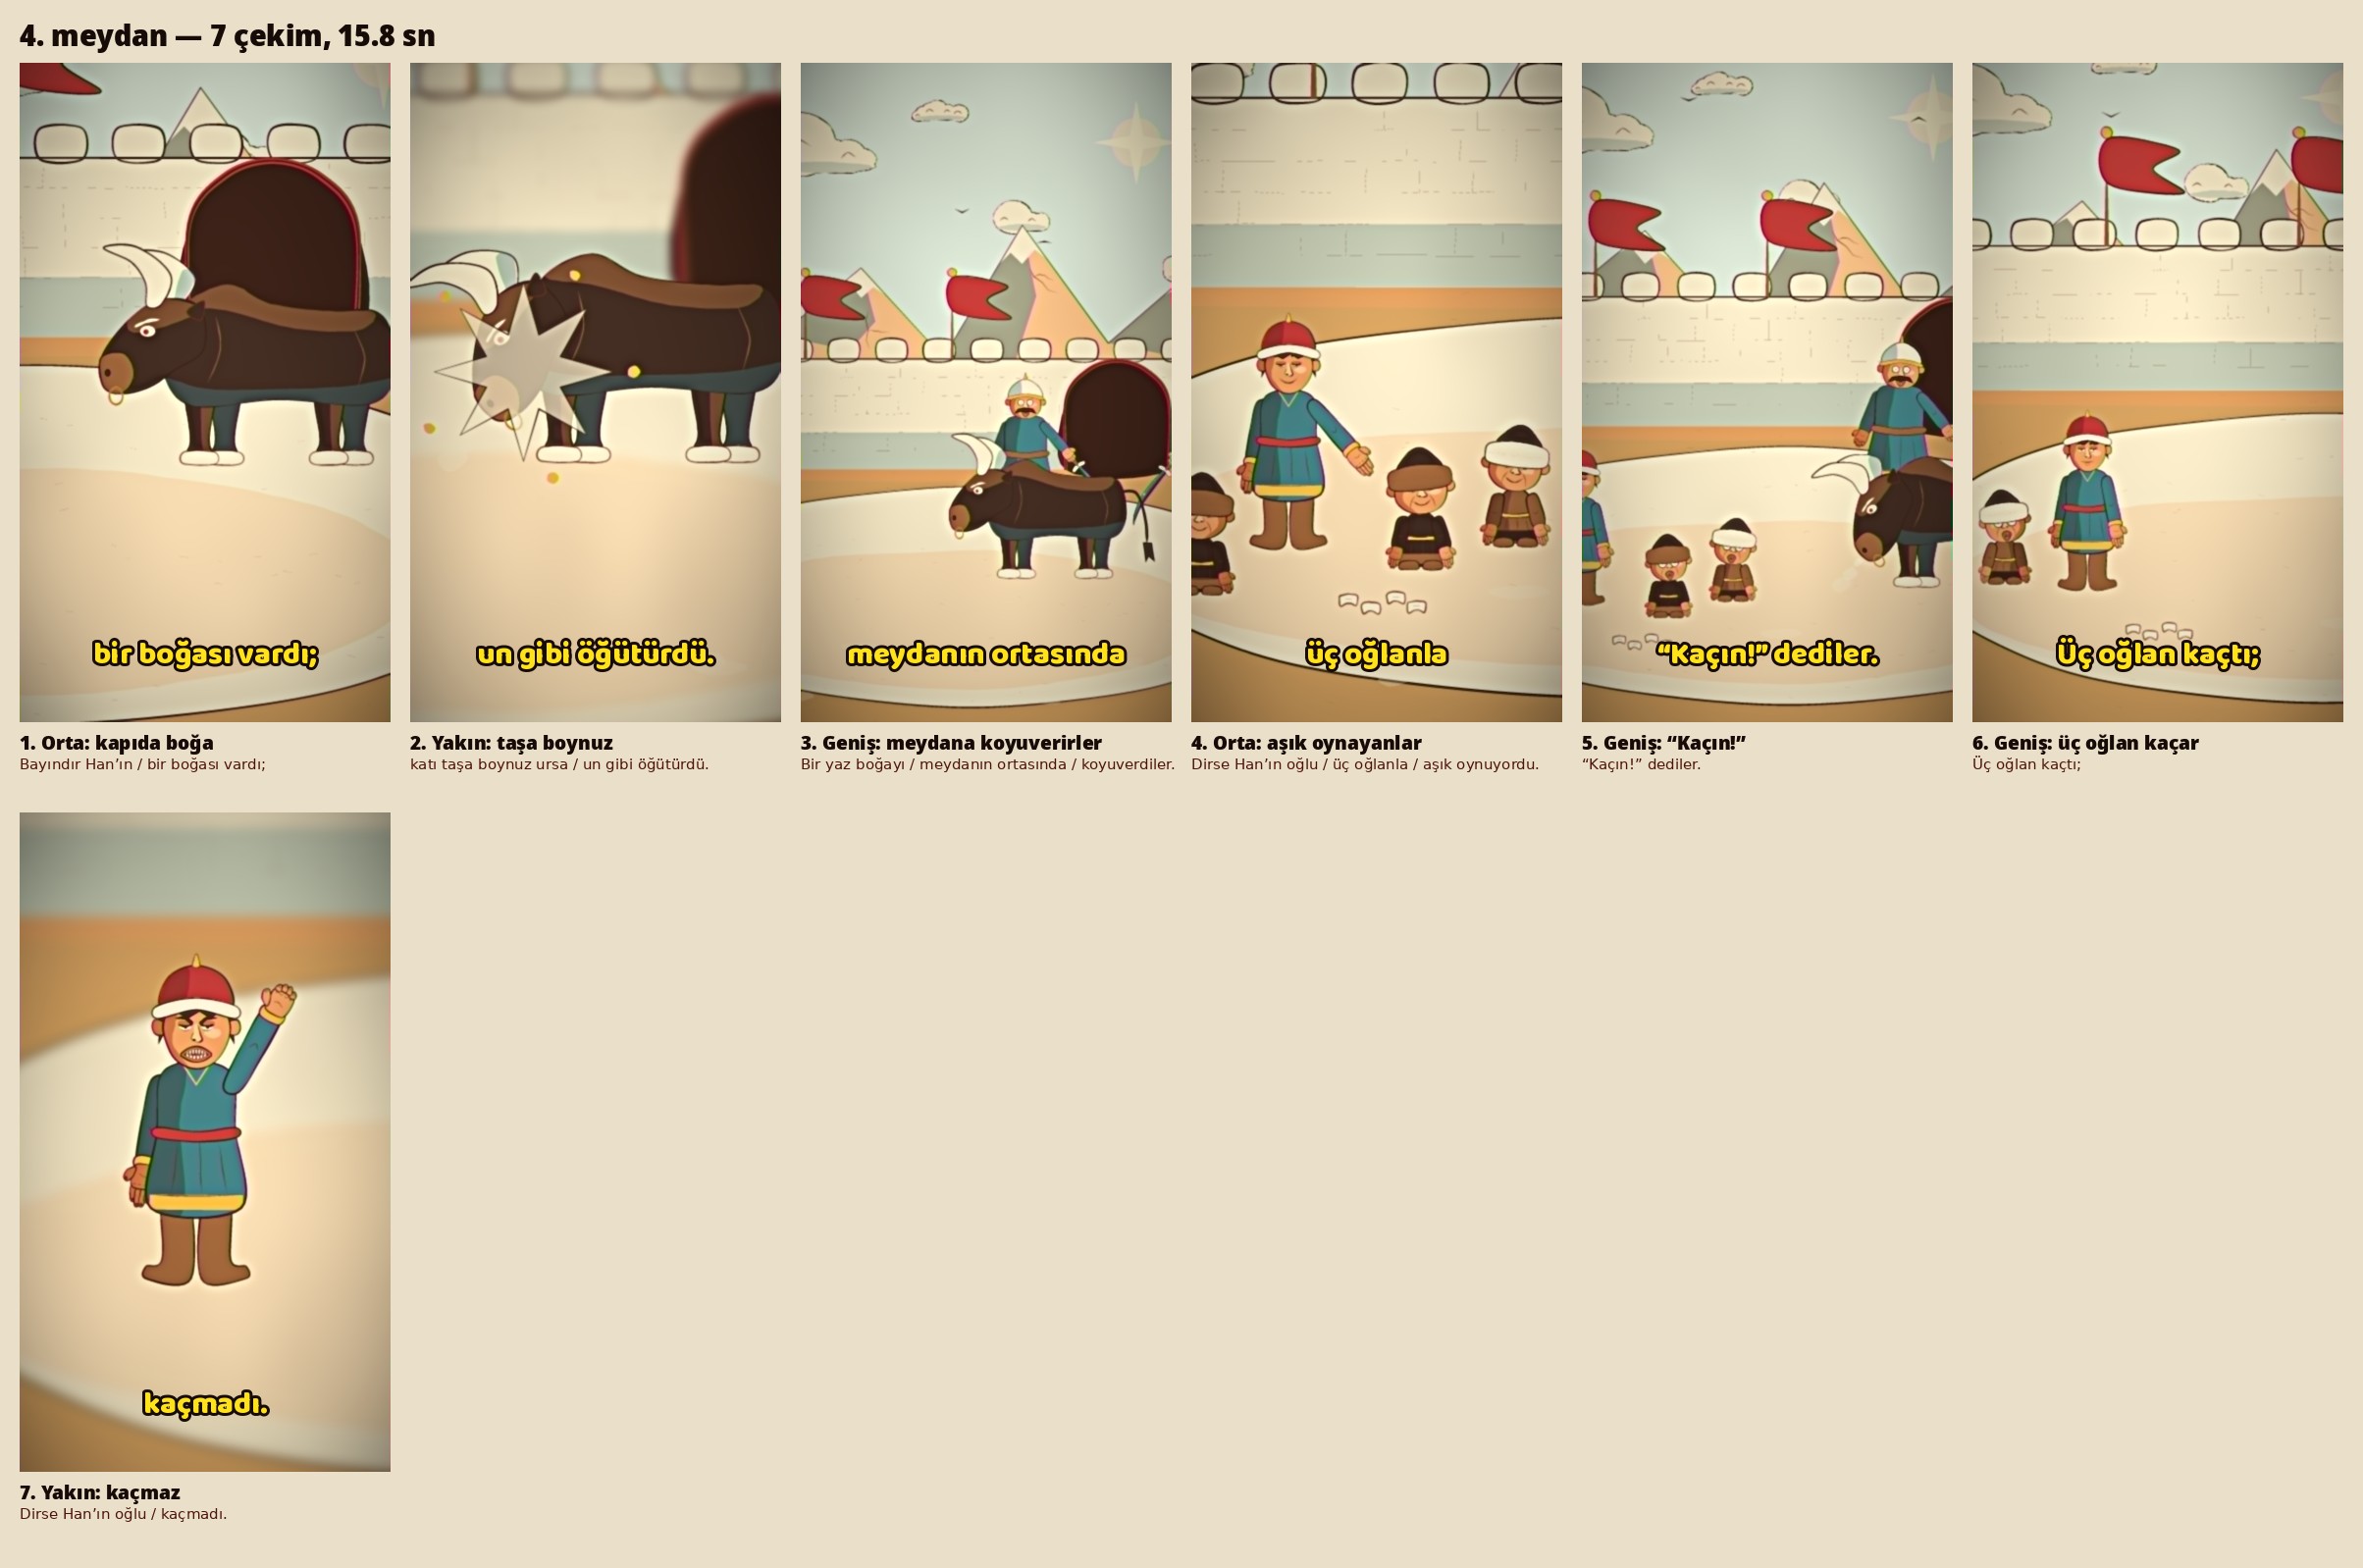 4. meydan — 7 çekim, 15.8 sn
bir boğası vardı;
1. Orta: kapıda boğa
Bayındır Han’ın / bir boğası vardı;
un gibi öğütürdü.
2. Yakın: taşa boynuz
katı taşa boynuz ursa / un gibi öğütürdü.
meydanın ortasında
3. Geniş: meydana koyuverirler
Bir yaz boğayı / meydanın ortasında / koyuverdiler.
üç oğlanla
4. Orta: aşık oynayanlar
Dirse Han’ın oğlu / üç oğlanla / aşık oynuyordu.
“Kaçın!” dediler.
5. Geniş: “Kaçın!”
“Kaçın!” dediler.
Üç oğlan kaçtı;
6. Geniş: üç oğlan kaçar
Üç oğlan kaçtı;
kaçmadı.
7. Yakın: kaçmaz
Dirse Han’ın oğlu / kaçmadı.